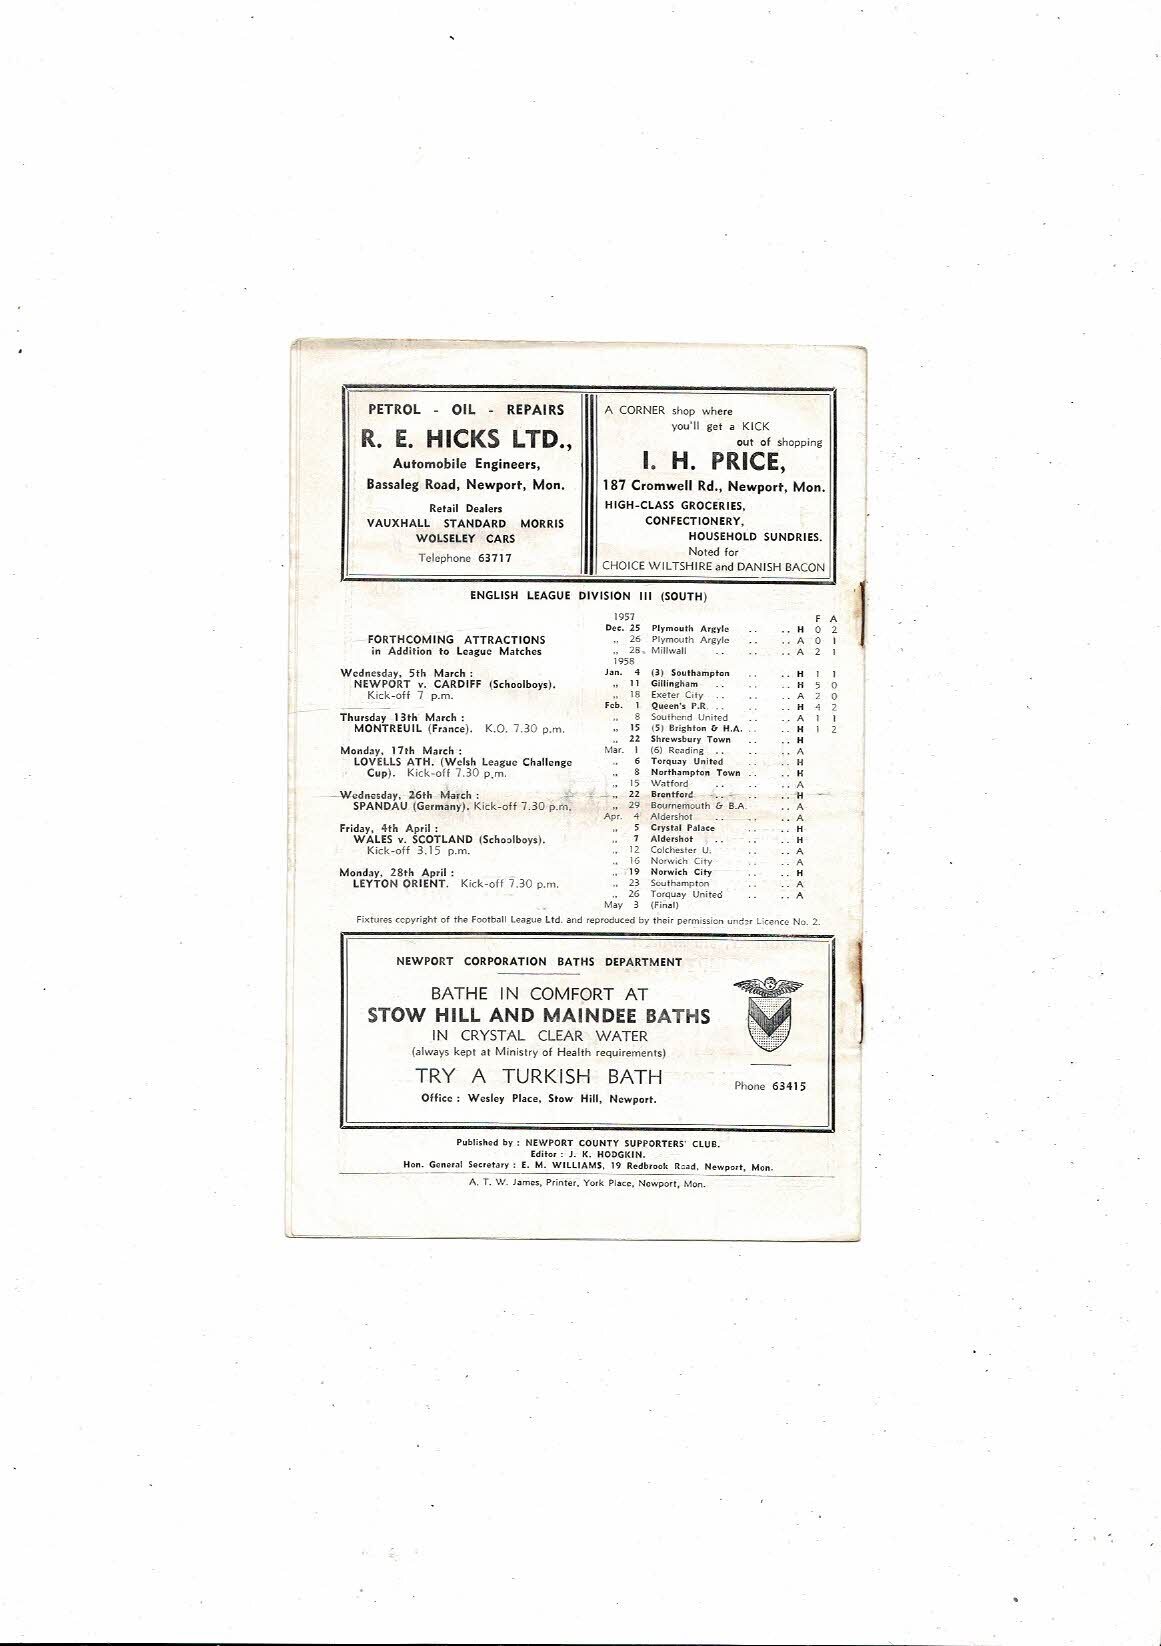 PETROL - OIL - REPAIRS
R. E. HICKS LTD.,
Automobile Engineers,
Bassaleg Road, Newport, Mon.
Retail Dealers
VAUXHALL STANDARD MORRIS
WOLSELEY CARS
Telephone 63717
A CORNER shop where
you'll get a KICK
out of shopping
I. H. PRICE,
187 Cromwell Rd., Newport, Mon.
HIGH-CLASS GROCERIES,
CONFECTIONERY,
HOUSEHOLD SUNDRIES.
Noted for
CHOICE WILTSHIRE and DANISH BACON
ENGLISH LEAGUE DIVISION III (SOUTH)
FORTHCOMING ATTRACTIONS
in Addition to League Matches
Wednesday, 5th March :
NEWPORT v. CARDIFF (Schoolboys).
Kick-off 7 p.m.
Thursday 13th March :
MONTREUIL (France). K.O. 7.30 p.m.
Monday, 17th March :
LOVELLS ATH. (Welsh League Challenge
Cup). Kick-off 7.30 p.m.
Wednesday, 26th March :
SPANDAU (Germany). Kick-off 7.30 p.m.
Friday, 4th April :
WALES v. SCOTLAND (Schoolboys).
Kick-off 3.15 p.m.
Monday, 28th April :
LEYTON ORIENT. Kick-off 7.30 p.m.
1957 F A
Dec. 25 Plymouth Argyle .. .. H 0 2
,, 26 Plymouth Argyle .. .. A 0 1
,, 28 Millwall .. .. .. A 2 1
1958
Jan. 4 (3) Southampton .. .. H 1 1
,, 11 Gillingham .. .. .. H 5 0
,, 18 Exeter City .. .. .. A 2 0
Feb. 1 Queen's P.R. .. .. .. H 4 2
,, 8 Southend United .. .. A 1 1
,, 15 (5) Brighton & H.A. .. .. H 1 2
,, 22 Shrewsbury Town .. .. H
Mar. 1 (6) Reading .. .. .. A
,, 6 Torquay United .. .. H
,, 8 Northampton Town .. .. H
,, 15 Watford .. .. .. A
,, 22 Brentford .. .. .. H
,, 29 Bournemouth & B.A. .. A
Apr. 4 Aldershot .. .. .. A
,, 5 Crystal Palace .. .. H
,, 7 Aldershot .. .. .. H
,, 12 Colchester U. .. .. A
,, 16 Norwich City .. .. A
,, 19 Norwich City .. .. H
,, 23 Southampton .. .. A
,, 26 Torquay United .. .. A
May 3 (Final)
Fixtures copyright of the Football League Ltd. and reproduced by their permission under Licence No. 2.
NEWPORT CORPORATION BATHS DEPARTMENT
BATHE IN COMFORT AT
STOW HILL AND MAINDEE BATHS
IN CRYSTAL CLEAR WATER
(always kept at Ministry of Health requirements)
TRY A TURKISH BATH
Office : Wesley Place, Stow Hill, Newport.
Phone 63415
Published by : NEWPORT COUNTY SUPPORTERS' CLUB.
Editor : J. K. HODGKIN.
Hon. General Secretary : E. M. WILLIAMS, 19 Redbrook Road, Newport, Mon.
A. T. W. James, Printer, York Place, Newport, Mon.